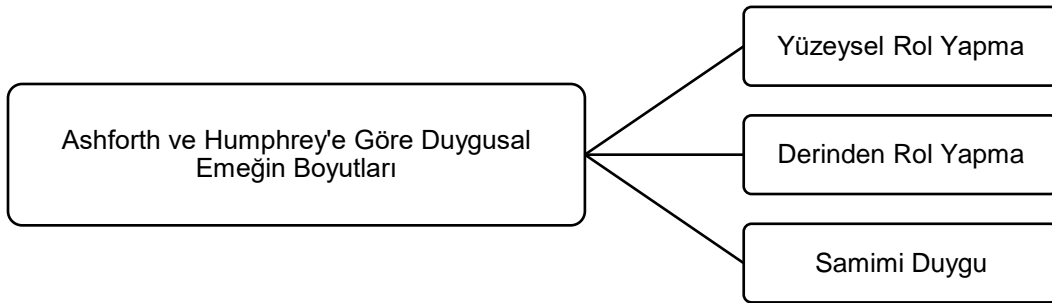 Yüzeysel Rol Yapma
Ashforth ve Humphrey'e Göre Duygusal
Emeğin Boyutları
Derinden Rol Yapma
Samimi Duygu